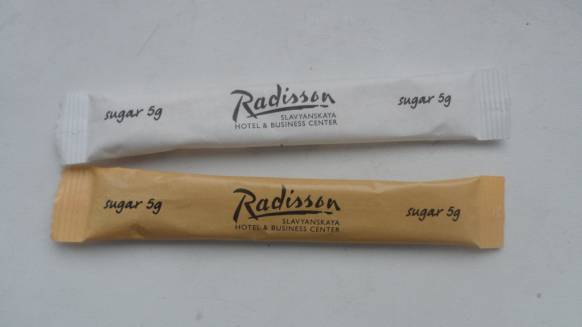 sugar 5g
Radisson
SLAVYANSKAYA
HOTEL & BUSINESS CENTER
sugar 5g
sugar 5g
Radisson
SLAVYANSKAYA
HOTEL & BUSINESS CENTER
sugar 5g